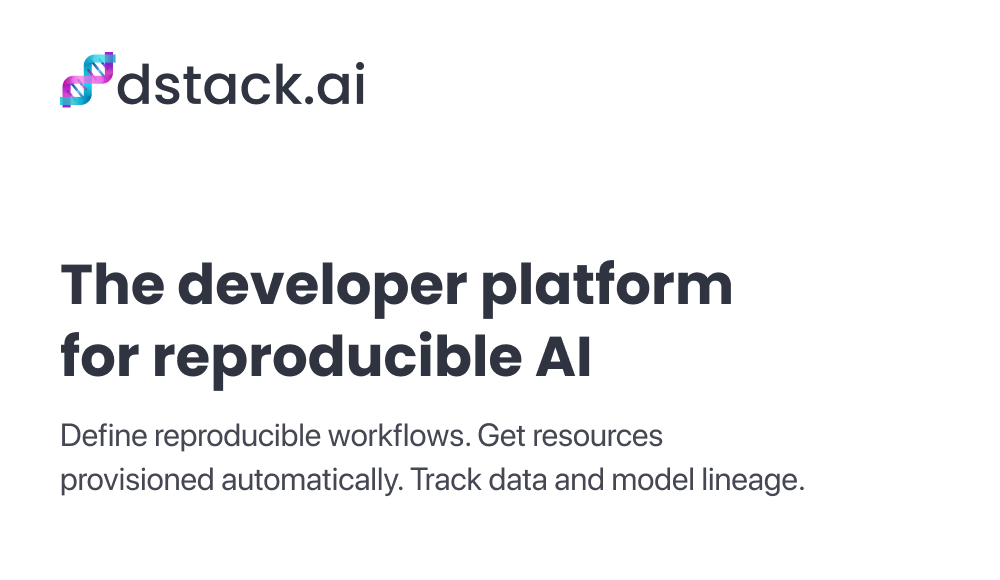 dstack.ai
The developer platform
for reproducible AI
Define reproducible workflows. Get resources
provisioned automatically. Track data and model lineage.